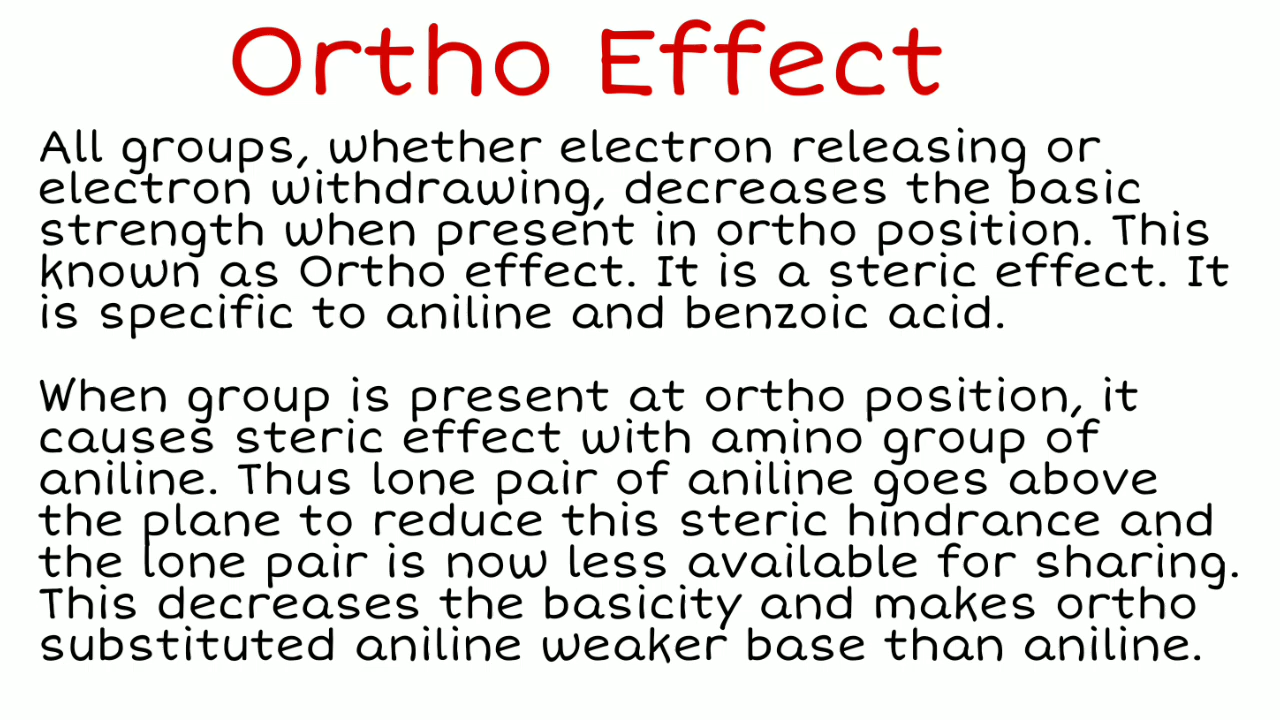 Ortho Effect
All groups, whether electron releasing or
electron withdrawing, decreases the basic
strength when present in ortho position. This
known as Ortho effect. It is a steric effect. It
is specific to aniline and benzoic acid.
When group is present at ortho position, it
causes steric effect with amino group of
aniline. Thus lone pair of aniline goes above
the plane to reduce this steric hindrance and
the lone pair is now less available for sharing.
This decreases the basicity and makes ortho
substituted aniline weaker base than aniline.